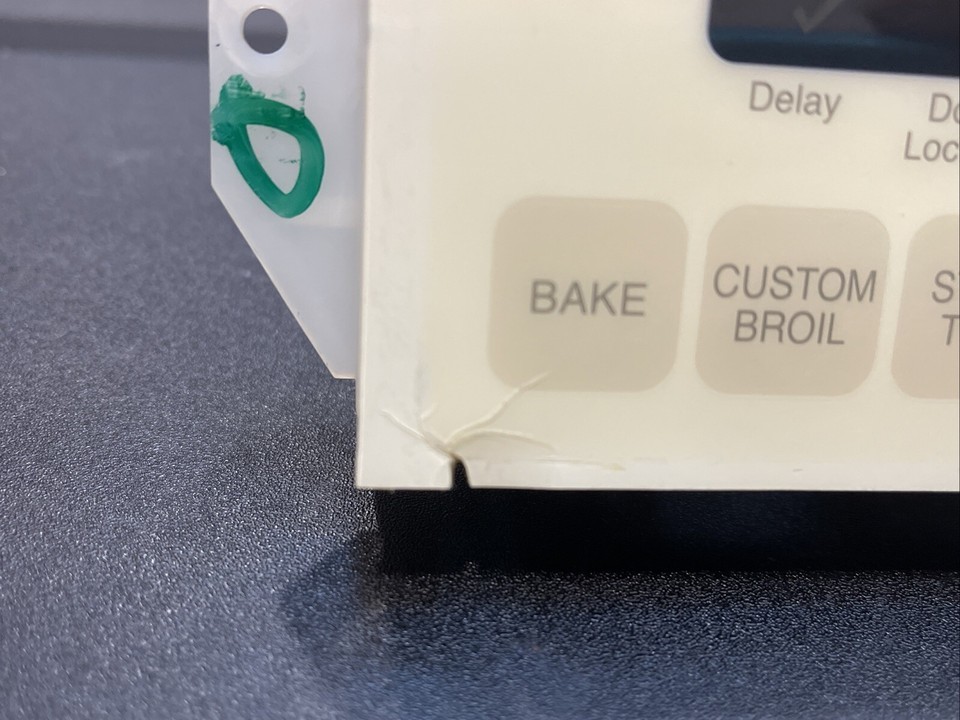 Delay
BAKE
CUSTOM
BROIL